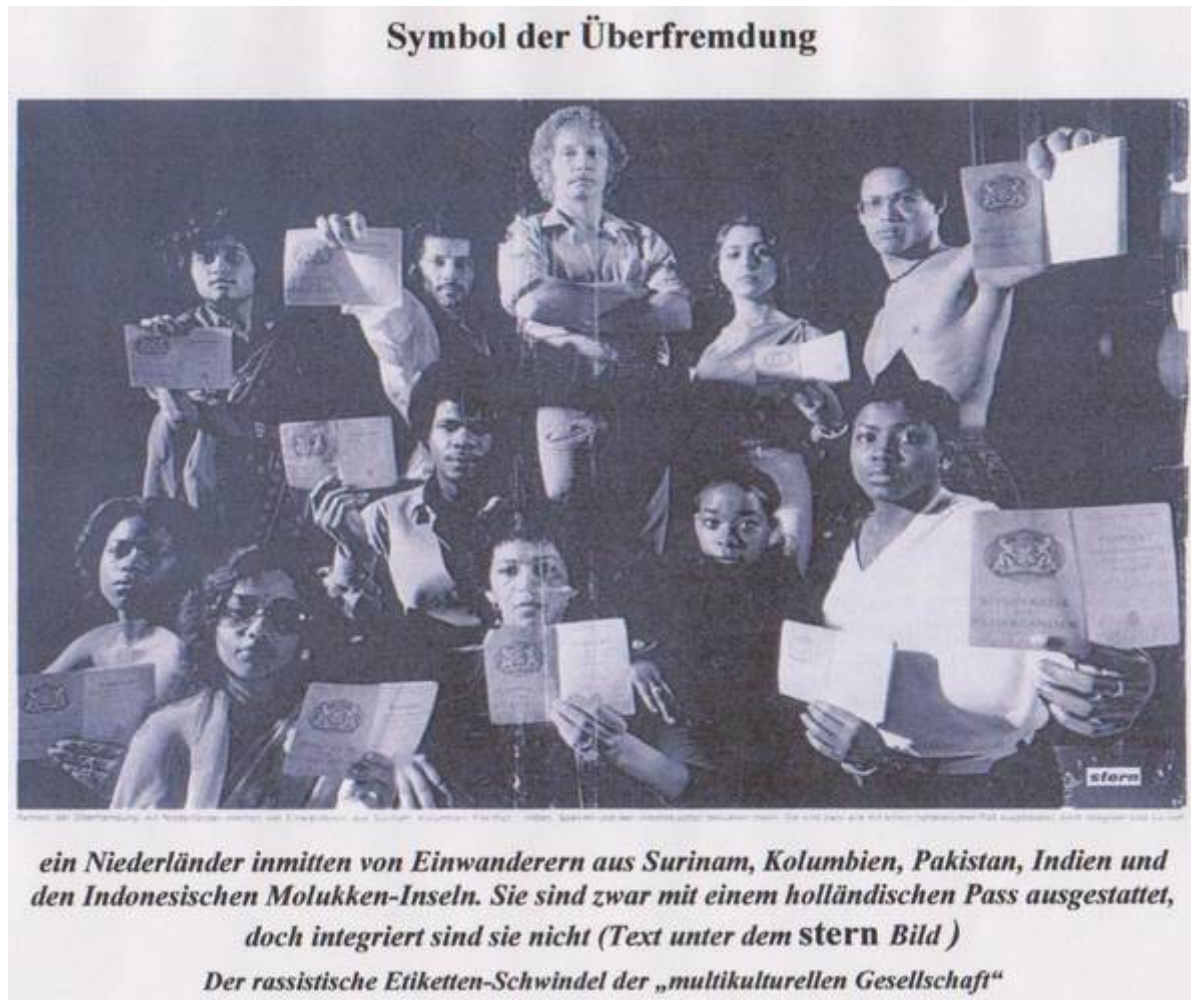 Symbol der Überfremdung
stern
ein Niederländer inmitten von Einwanderern aus Surinam, Kolumbien, Pakistan, Indien und
den Indonesischen Molukken-Inseln. Sie sind zwar mit einem holländischen Pass ausgestattet,
doch integriert sind sie nicht (Text unter dem stern Bild )
Der rassistische Etiketten-Schwindel der „multikulturellen Gesellschaft“